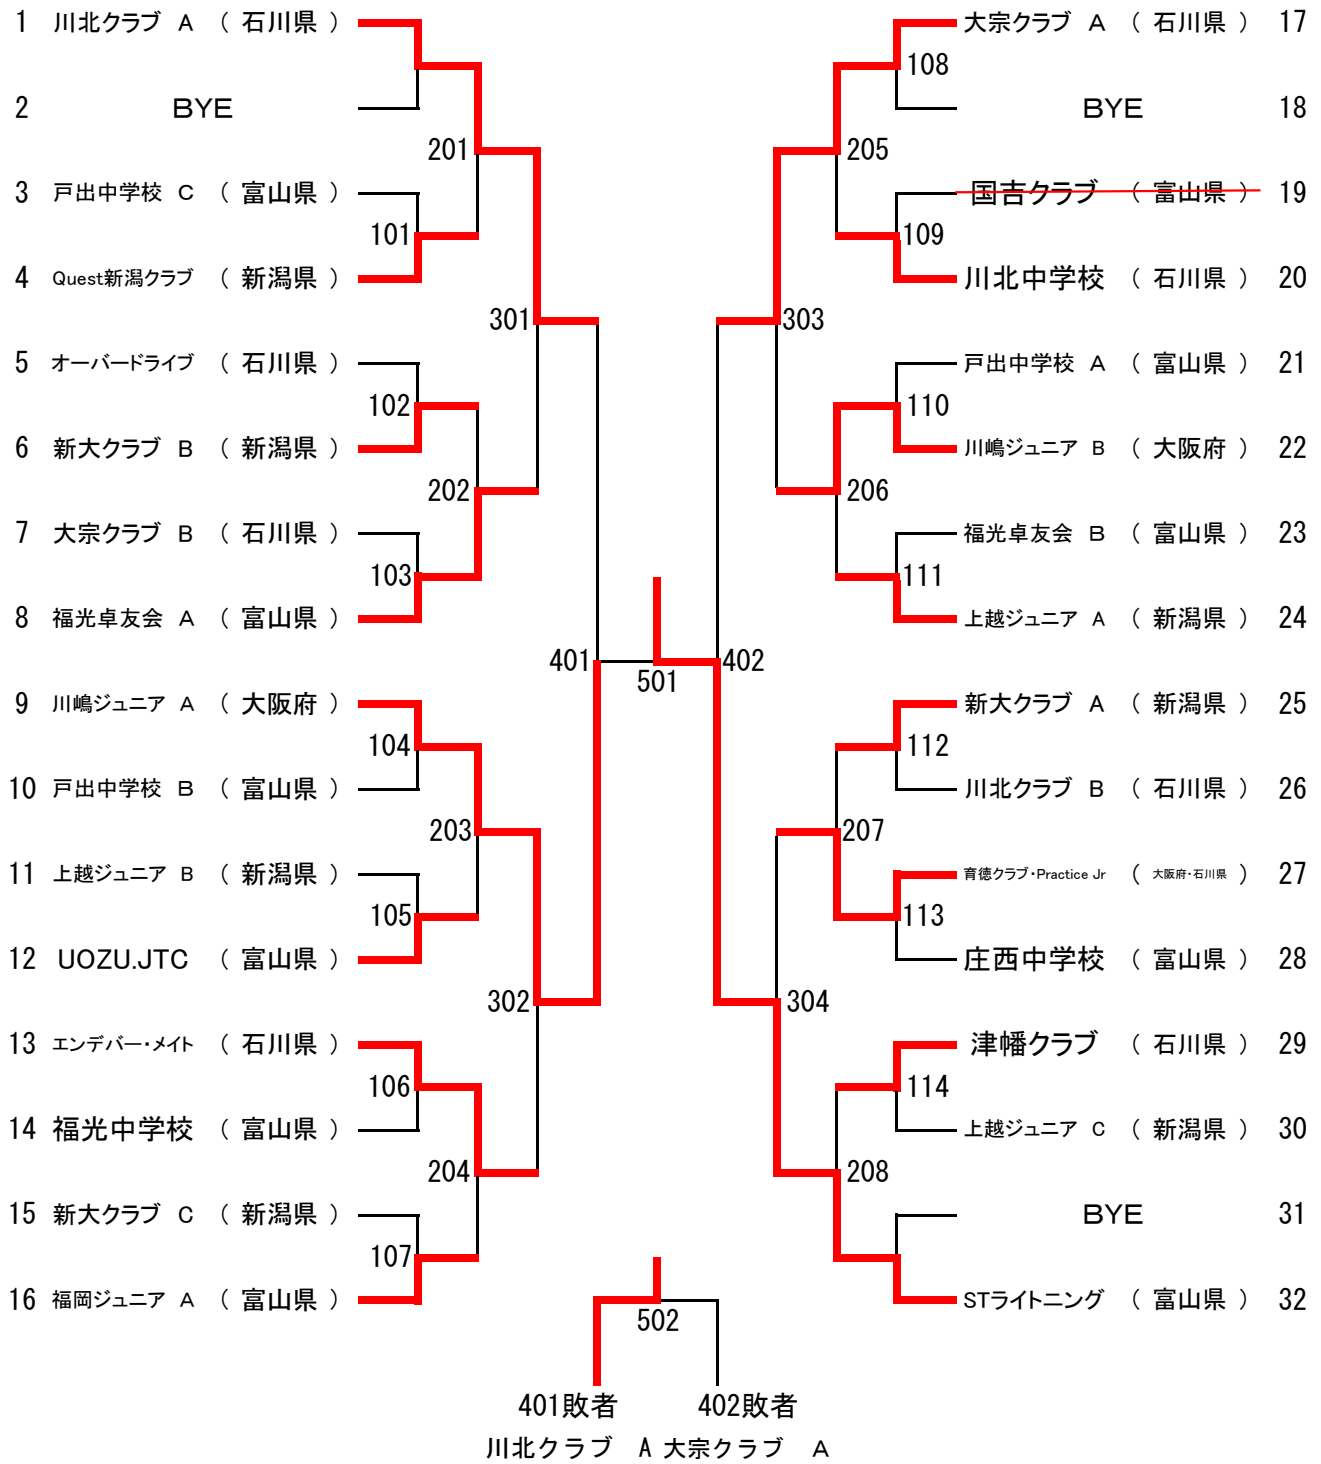 1 川北クラブ A ( 石川県 )
2 BYE
201
3 戸出中学校 C ( 富山県 )
101
4 Quest新潟クラブ ( 新潟県 )
301
5 オーバードライブ ( 石川県 )
102
6 新大クラブ B ( 新潟県 )
202
7 大宗クラブ B ( 石川県 )
103
8 福光卓友会 A ( 富山県 )
401
9 川嶋ジュニア A ( 大阪府 )
104
10 戸出中学校 B ( 富山県 )
203
11 上越ジュニア B ( 新潟県 )
105
12 UOZU.JTC ( 富山県 )
302
13 エンデバー・メイト ( 石川県 )
106
14 福光中学校 ( 富山県 )
204
15 新大クラブ C ( 新潟県 )
107
16 福岡ジュニア A ( 富山県 )
501
大宗クラブ A ( 石川県 ) 17
108
BYE 18
205
国吉クラブ ( 富山県 ) 19
109
川北中学校 ( 石川県 ) 20
303
戸出中学校 A ( 富山県 ) 21
110
川嶋ジュニア B ( 大阪府 ) 22
206
福光卓友会 B ( 富山県 ) 23
111
上越ジュニア A ( 新潟県 ) 24
402
新大クラブ A ( 新潟県 ) 25
112
川北クラブ B ( 石川県 ) 26
207
育徳クラブ・Practice Jr ( 大阪府・石川県 ) 27
113
庄西中学校 ( 富山県 ) 28
304
津幡クラブ ( 石川県 ) 29
114
上越ジュニア C ( 新潟県 ) 30
208
BYE 31
STライトニング ( 富山県 ) 32
502
401敗者 402敗者
川北クラブ A 大宗クラブ A